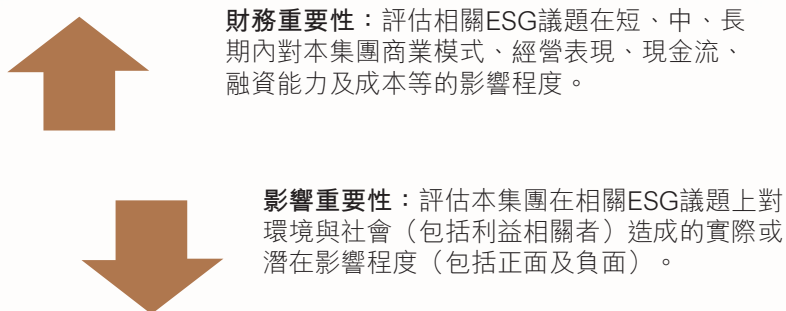 財務重要性：評估相關ESG議題在短、中、長
期內對本集團商業模式、經營表現、現金流、
融資能力及成本等的影響程度。
影響重要性：評估本集團在相關ESG議題上對
環境與社會（包括利益相關者）造成的實際或
潛在影響程度（包括正面及負面）。